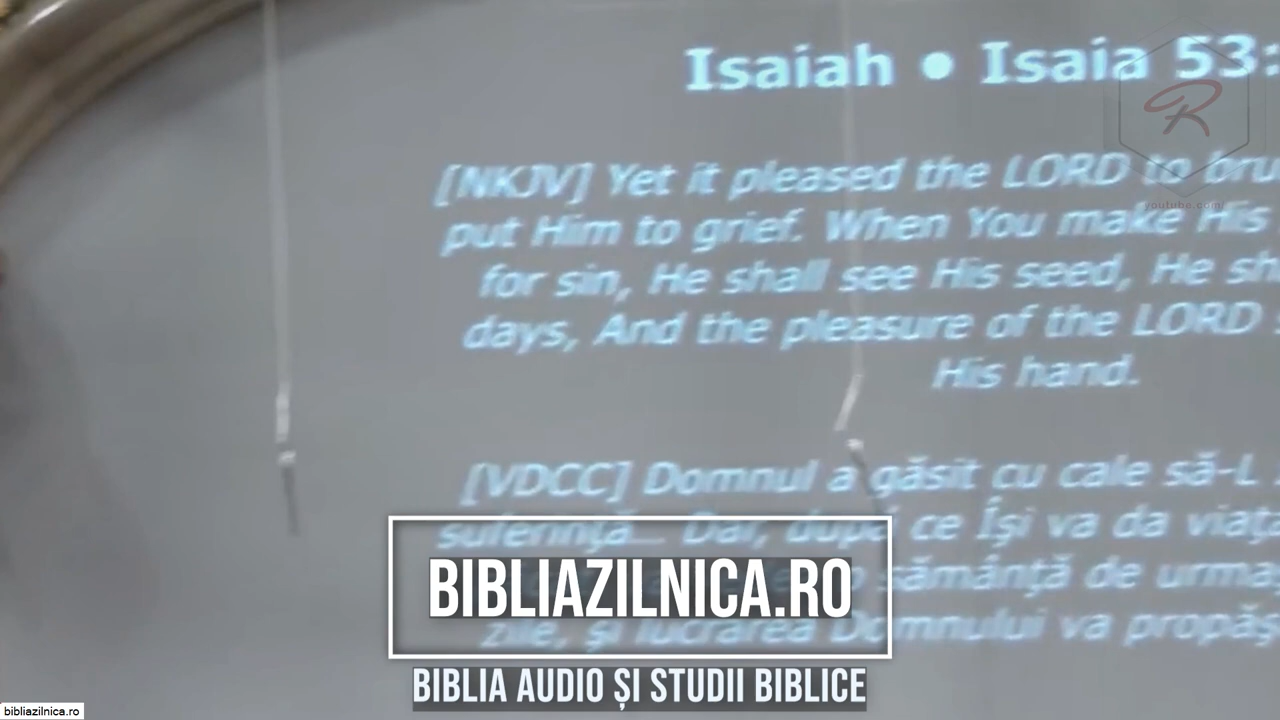 Isaiah • Isaia 53:
[NKJV] Yet it pleased the LORD to bru
put Him to grief. When You make His
for sin, He shall see His seed, He sh
days, And the pleasure of the LORD
His hand.
[VDCC] Domnul a găsit cu cale să-L
suferință... Dar, după ce Își va da viața
sămânță de urma
zile, și lucrarea Domnului va propăș
R
youtube.com/
BIBLIAZILNICA.RO
BIBLIA AUDIO ȘI STUDII BIBLICE
bibliazilnica.ro